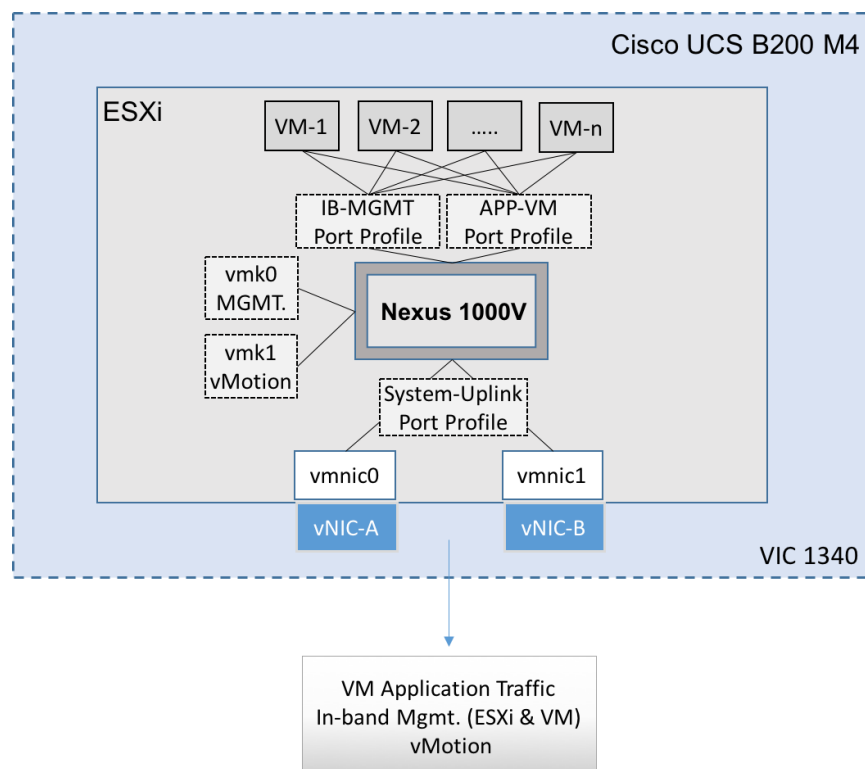 Cisco UCS B200 M4
ESXi
VM-1
VM-2
.....
VM-n
IB-MGMT
Port Profile
APP-VM
Port Profile
vmk0
MGMT.
Nexus 1000V
vmk1
vMotion
System-Uplink
Port Profile
vmnic0
vmnic1
vNIC-A
vNIC-B
VIC 1340
VM Application Traffic
In-band Mgmt. (ESXi & VM)
vMotion